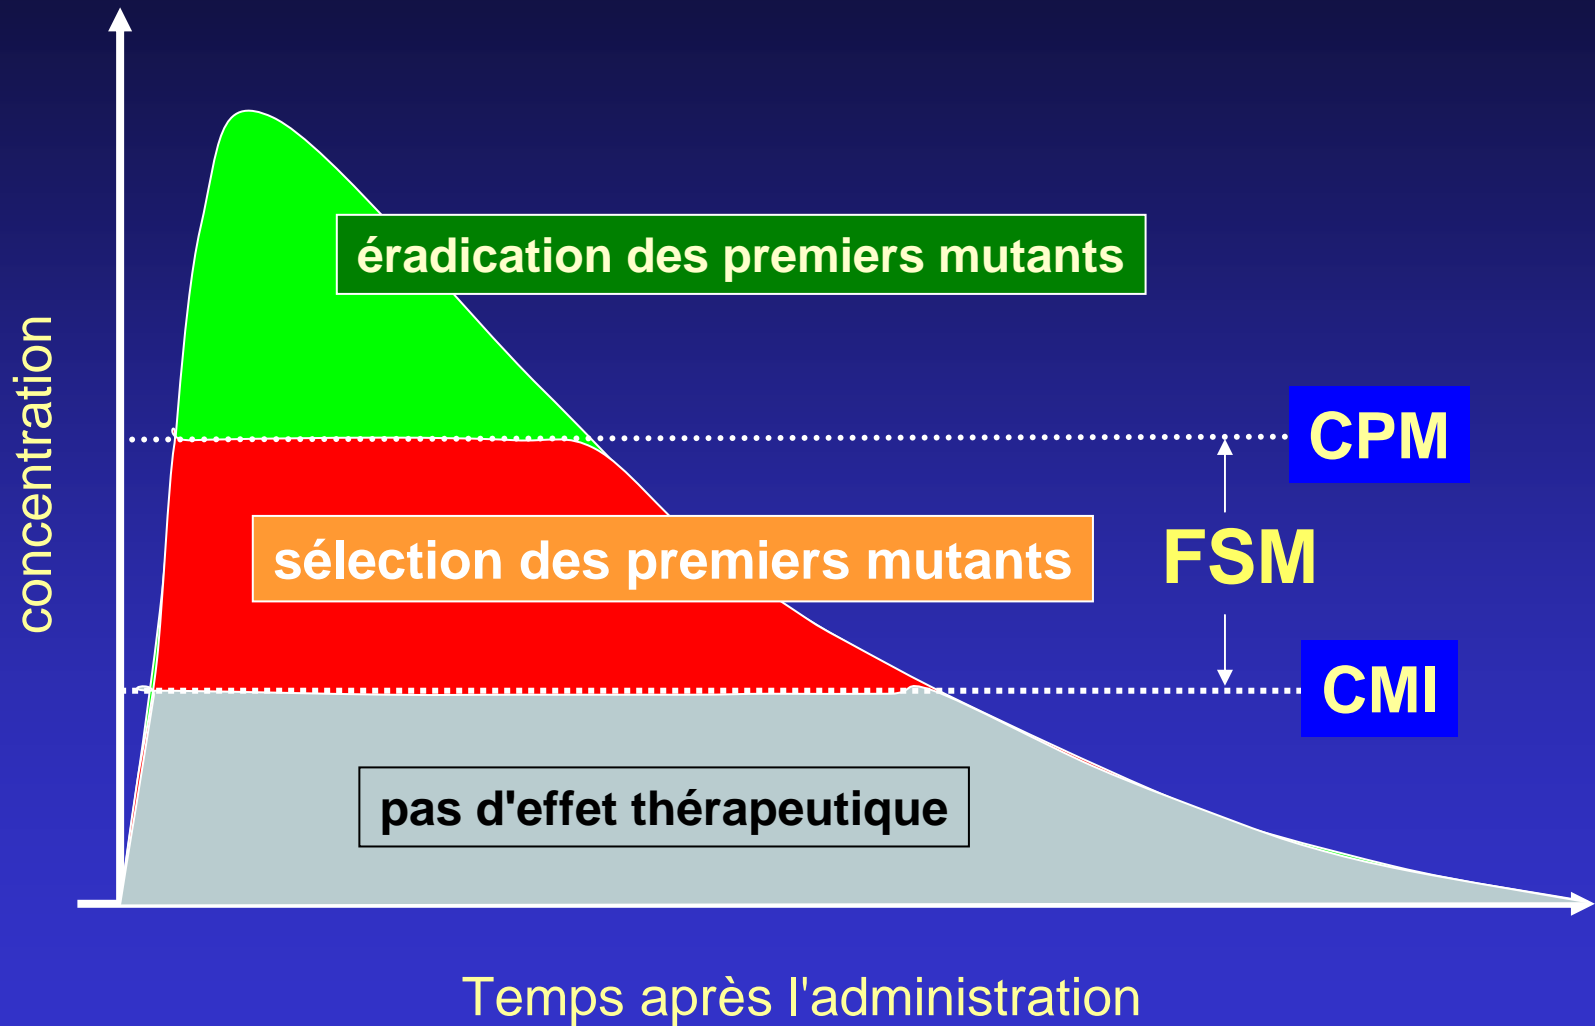 éradication des premiers mutants
concentration
CPM
sélection des premiers mutants
FSM
CMI
pas d'effet thérapeutique
Temps après l'administration